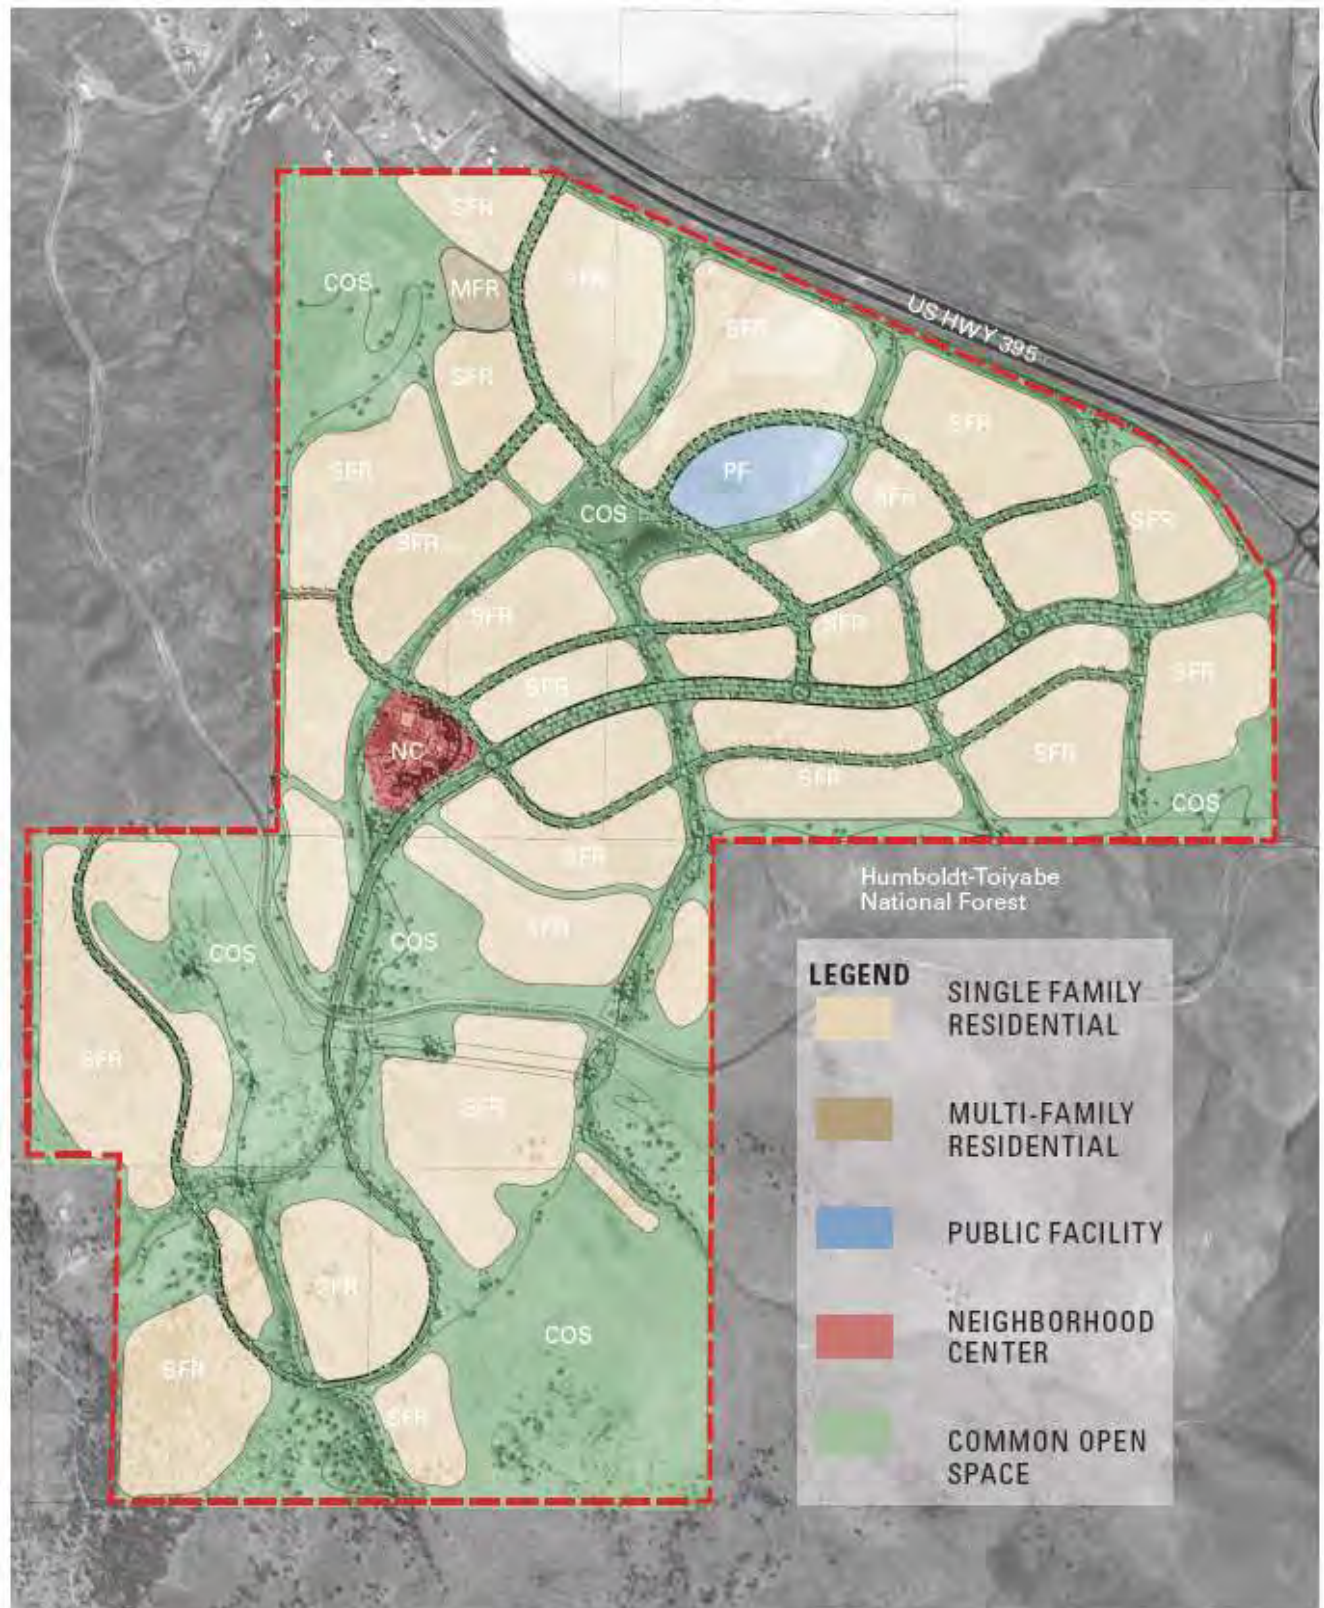 SFR
COS
MFR
SFR
SFR
US HWY 395
SFR
SFR
SFR
PF
SFR
COS
SFR
SFR
SFR
SFR
SFR
SFR
NC
SFR
SFR
COS
SFR
Humboldt-Toiyabe
National Forest
SFR
COS
COS
LEGEND
SINGLE FAMILY
RESIDENTIAL
SFR
SFR
MULTI-FAMILY
RESIDENTIAL
PUBLIC FACILITY
SFR
COS
NEIGHBORHOOD
CENTER
SFR
SFR
COMMON OPEN
SPACE